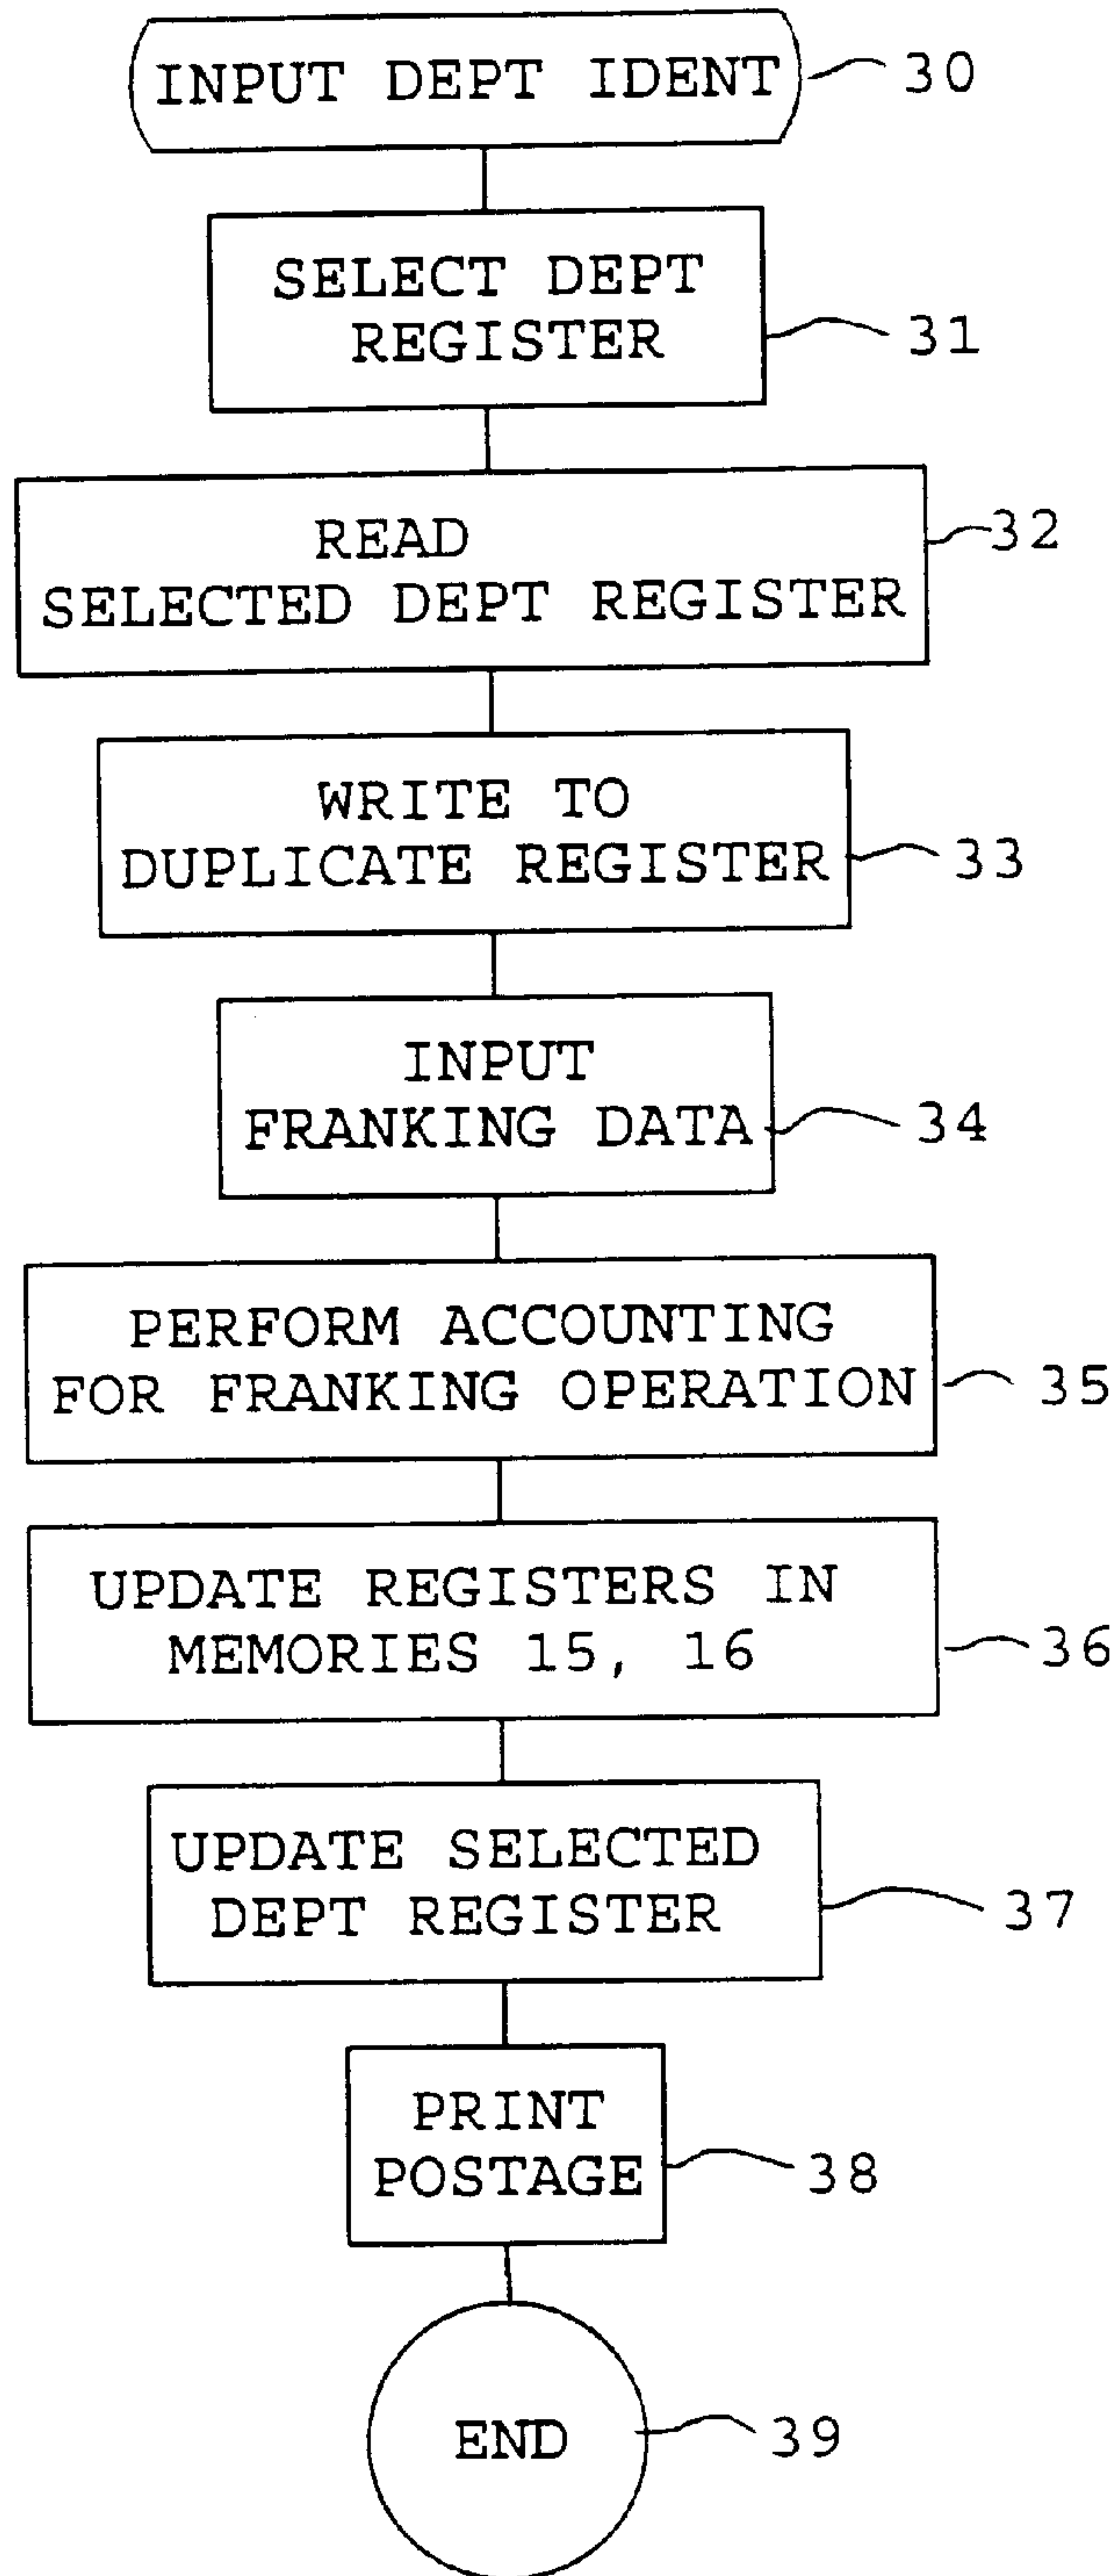 INPUT DEPT IDENT
30
SELECT DEPT
REGISTER
31
READ
SELECTED DEPT REGISTER
32
WRITE TO
DUPLICATE REGISTER
33
INPUT
FRANKING DATA
34
PERFORM ACCOUNTING
FOR FRANKING OPERATION
35
UPDATE REGISTERS IN
MEMORIES 15, 16
36
UPDATE SELECTED
DEPT REGISTER
37
PRINT
POSTAGE
38
END
39